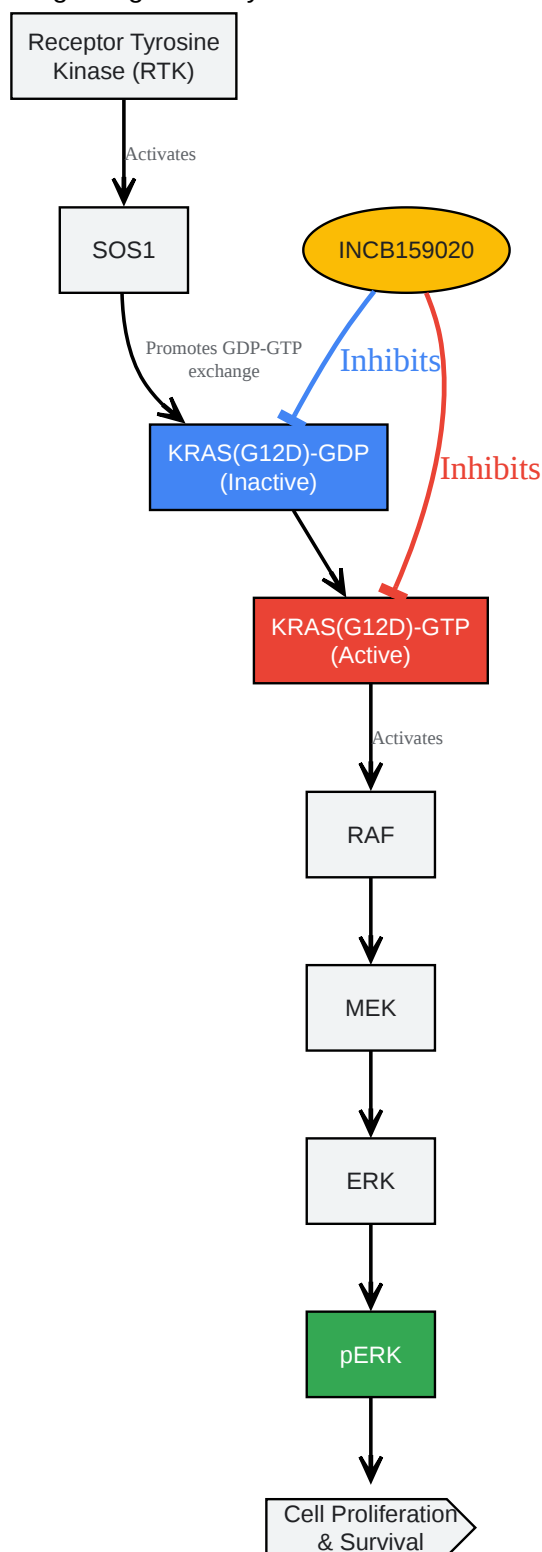 Receptor Tyrosine
Kinase (RTK)
Activates
SOS1
INCB159020
Promotes GDP-GTP
exchange
Inhibits
KRAS(G12D)-GDP
(Inactive)
Inhibits
KRAS(G12D)-GTP
(Active)
Activates
RAF
MEK
ERK
pERK
Cell Proliferation
& Survival